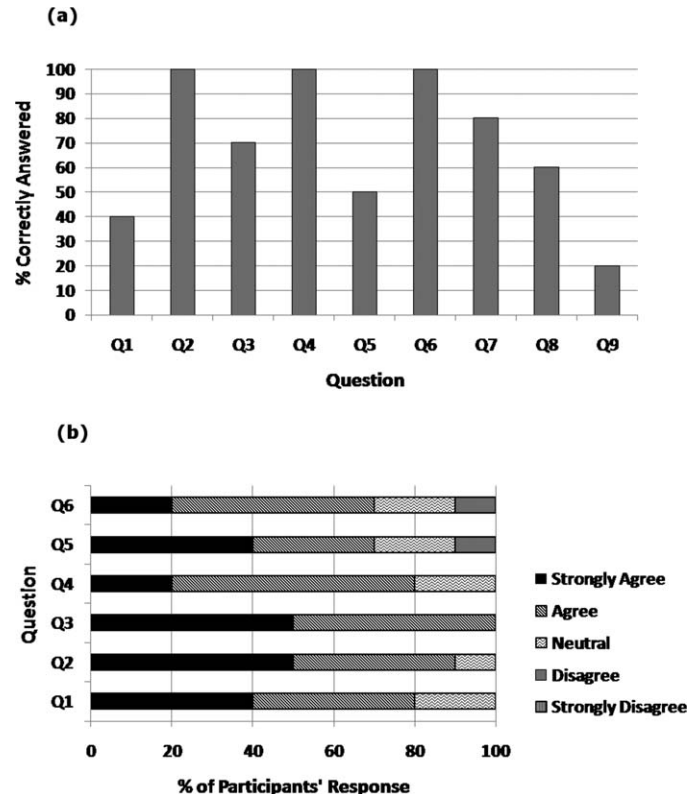 (a)
100
90
80
70
60
50
40
30
20
10
0
% Correctly Answered
Q1 Q2 Q3 Q4 Q5 Q6 Q7 Q8 Q9
Question
(b)
Q6
Q5
Q4
Q3
Q2
Q1
Question
0 20 40 60 80 100
% of Participants' Response
Strongly Agree
Agree
Neutral
Disagree
Strongly Disagree